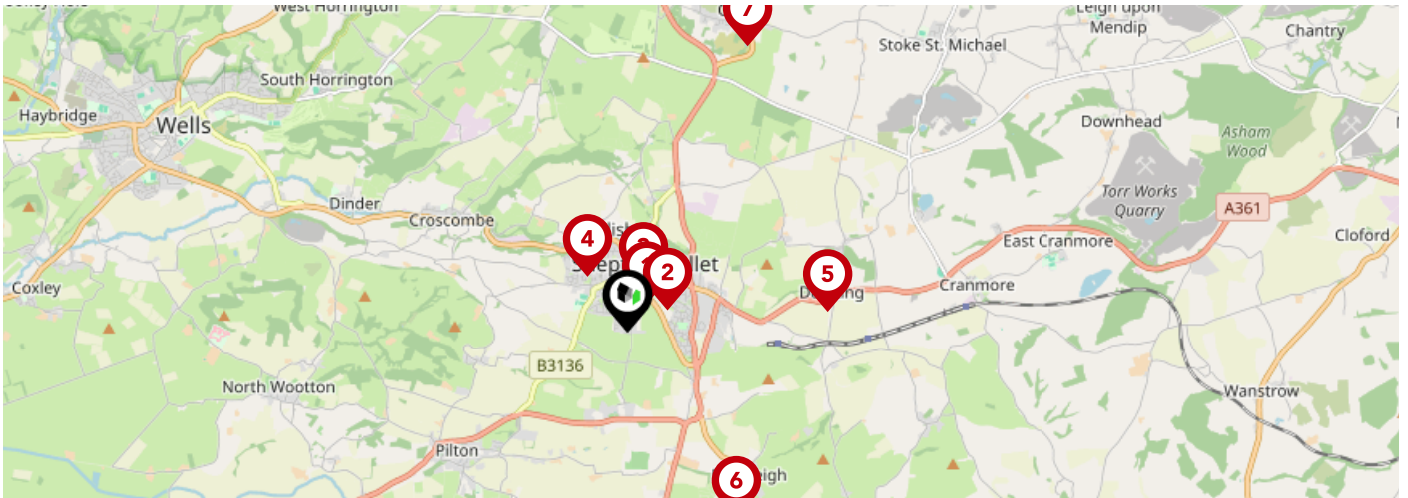 West Horrington
7
Leigh upon
Mendip
Chantry
Stoke St. Michael
South Horrington
Haybridge
Wells
Downhead
Asham
Wood
Torr Works
Quarry
A361
Dinder
Croscombe
4
2
5
East Cranmore
Cloford
Cranmore
Coxley
B3136
North Wootton
Wanstrow
Pilton
6